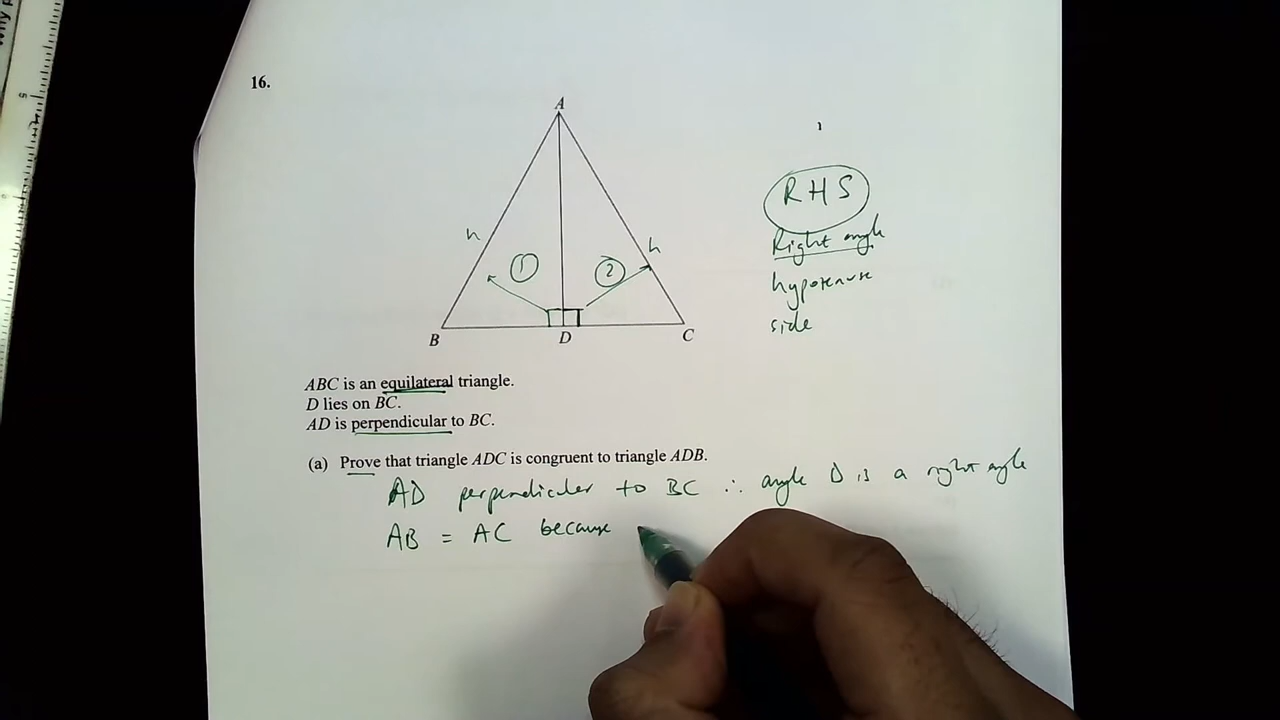 16.
A
RHS
Right angle
h
h
1
2
hypotenuse
side
B
D
C
ABC is an equilateral triangle.
D lies on BC.
AD is perpendicular to BC.
(a) Prove that triangle ADC is congruent to triangle ADB.
AD perpendicular to BC ∴ angle D is a right angle
AB = AC because